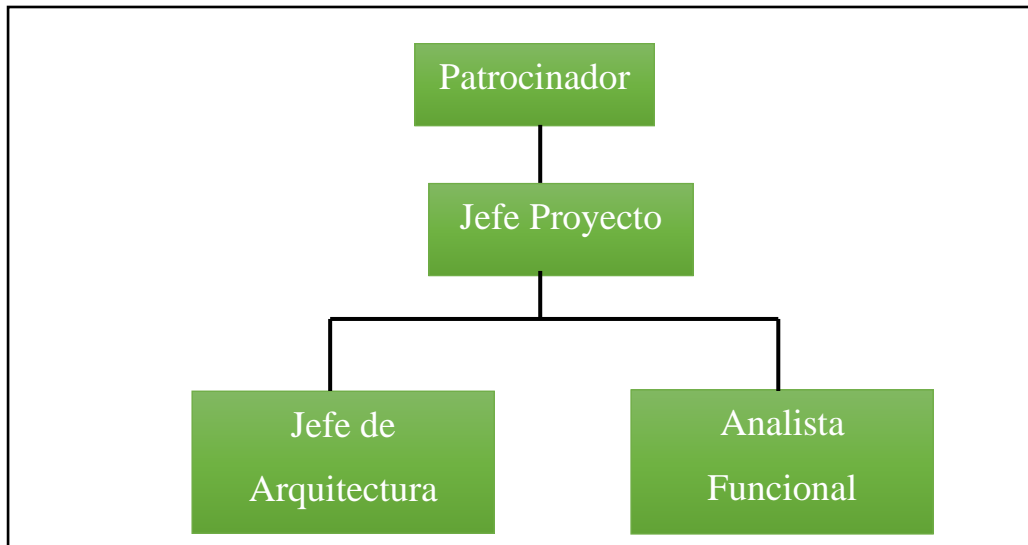 Patrocinador
Jefe Proyecto
Jefe de
Arquitectura
Analista
Funcional